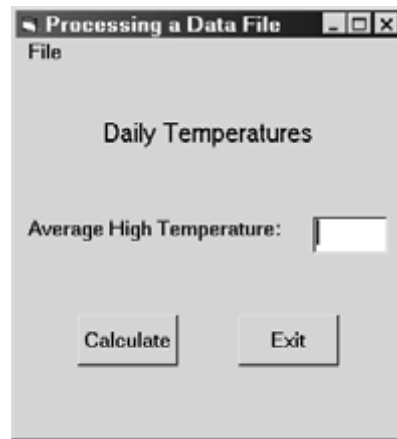 Processing a Data File
File
Daily Temperatures
Average High Temperature:
Calculate
Exit